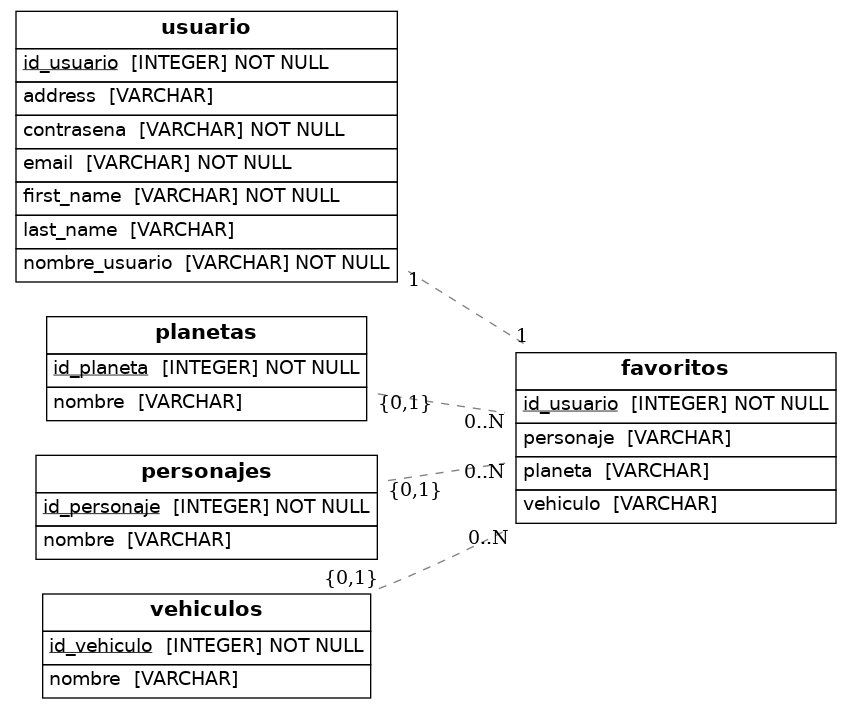 usuario
id_usuario [INTEGER] NOT NULL
address [VARCHAR]
contrasena [VARCHAR] NOT NULL
email [VARCHAR] NOT NULL
first_name [VARCHAR] NOT NULL
last_name [VARCHAR]
nombre_usuario [VARCHAR] NOT NULL
1
1
planetas
id_planeta [INTEGER] NOT NULL
nombre [VARCHAR]
{0,1}
0..N
favoritos
id_usuario [INTEGER] NOT NULL
personaje [VARCHAR]
planeta [VARCHAR]
vehiculo [VARCHAR]
personajes
id_personaje [INTEGER] NOT NULL
nombre [VARCHAR]
{0,1}
0..N
vehiculos
id_vehiculo [INTEGER] NOT NULL
nombre [VARCHAR]
{0,1}
0..N